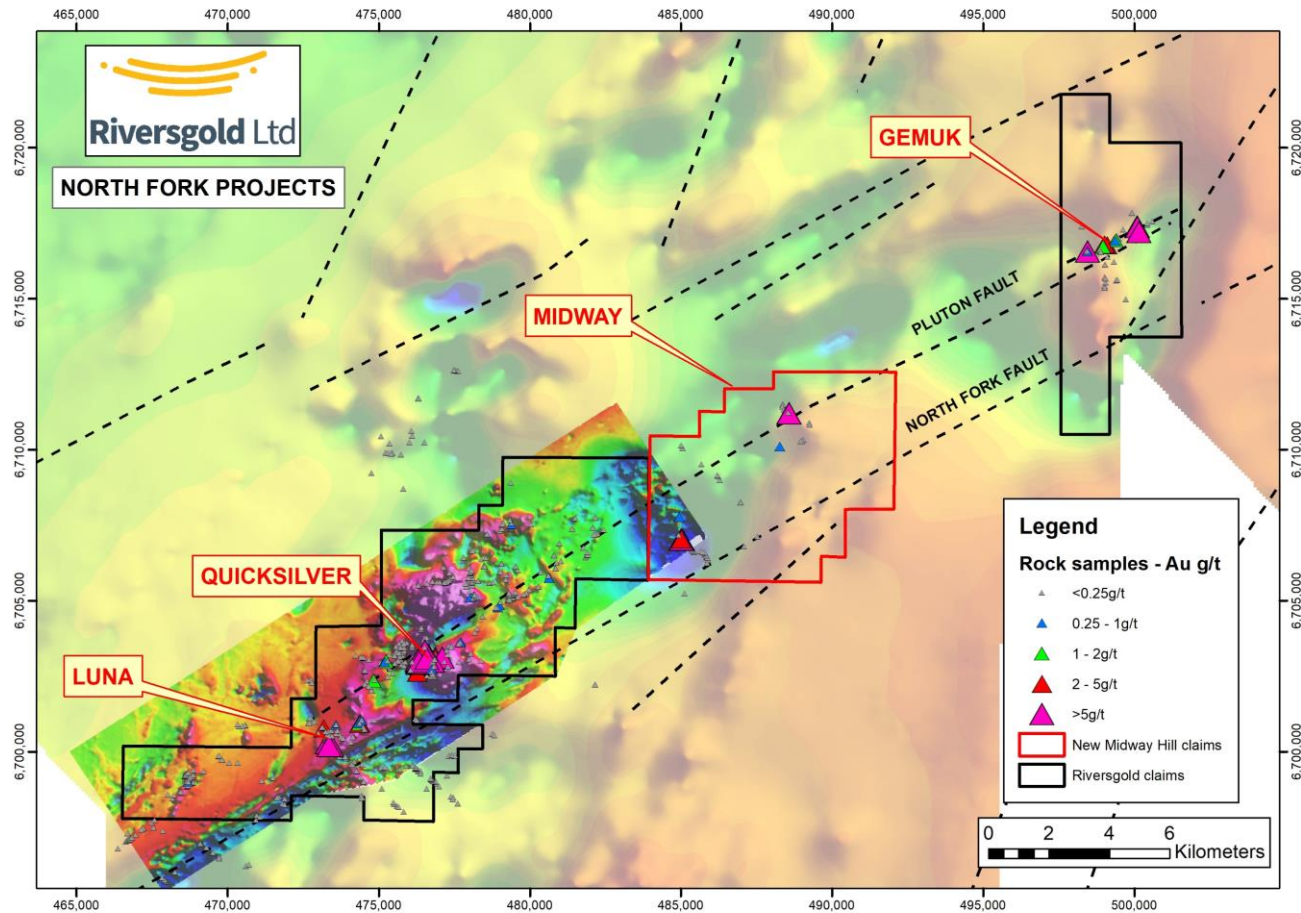 465,000 470,000 475,000 480,000 485,000 490,000 495,000 500,000
Riversgold Ltd
NORTH FORK PROJECTS
6,720,000
6,720,000
GEMUK
6,715,000
6,715,000
MIDWAY
PLUTON FAULT
NORTH FORK FAULT
6,710,000
6,710,000
QUICKSILVER
6,705,000
6,705,000
LUNA
6,700,000
6,700,000
Legend
Rock samples - Au g/t
<0.25g/t
0.25 - 1g/t
1 - 2g/t
2 - 5g/t
>5g/t
New Midway Hill claims
Riversgold claims
0 2 4 6
Kilometers
465,000 470,000 475,000 480,000 485,000 490,000 495,000 500,000